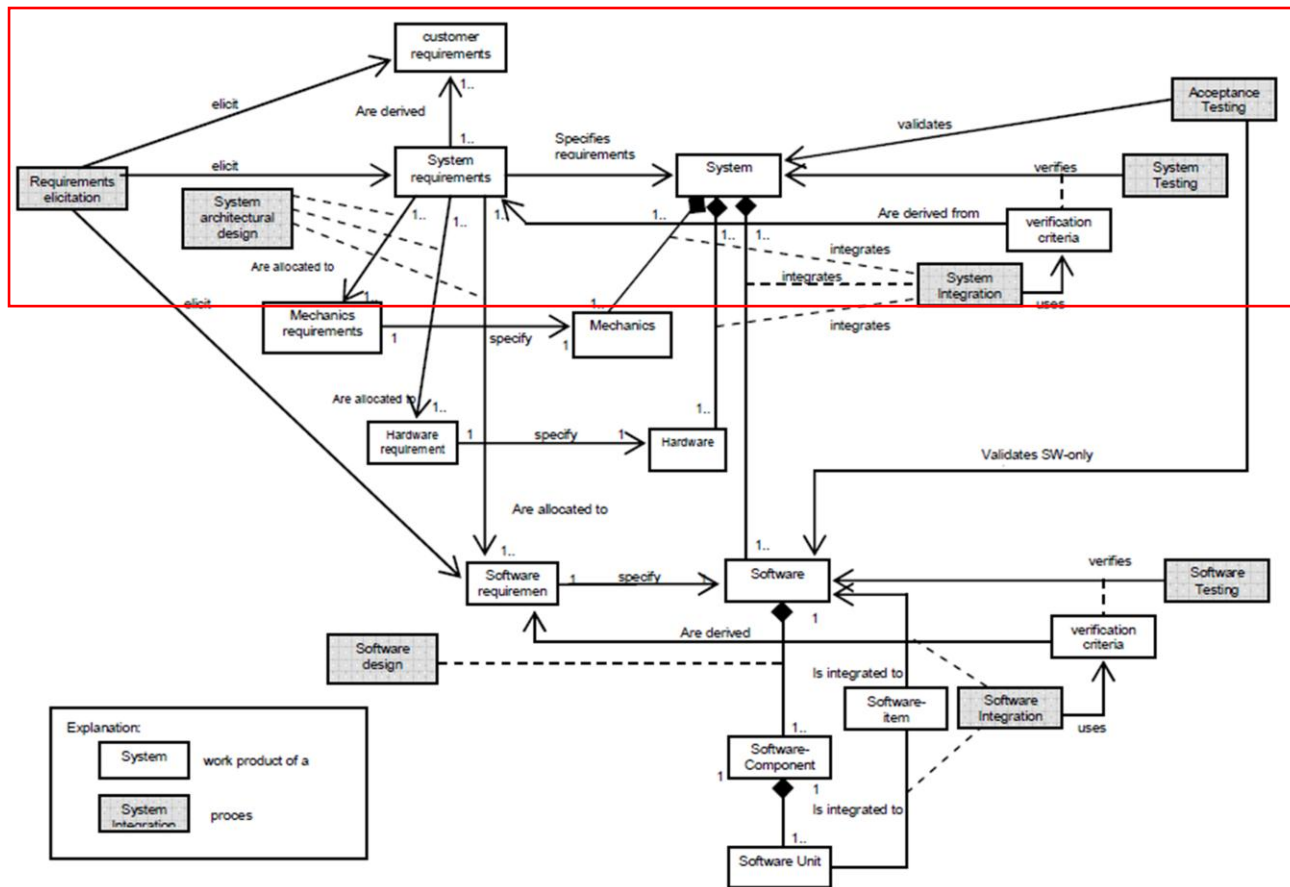 customer
requirements
1..
elicit
Are derived
1..
Acceptance
Testing
validates
Specifies
requirements
elicit
System
requirements
System
verifies
System
Testing
Requirements
elicitation
System
architectural
design
1..
1..
1..
1..
1..
1..
Are derived from
verification
criteria
Are allocated to
integrates
integrates
System
Integration
elicit
1..
1..
uses
Mechanics
requirements
1
specify
1
Mechanics
integrates
Are allocated to
1..
1..
Hardware
requirement
1
specify
1
Hardware
Validates SW-only
Are allocated to
1..
1..
Software
requiremen
1
specify
1
Software
verifies
Software
Testing
1
Are derived
verification
criteria
Software
design
Is integrated to
Software-
item
Software
Integration
uses
1..
Software-
Component
1
1
Is integrated to
1..
Software Unit
Explanation:
System
work product of a
System
Integration
proces